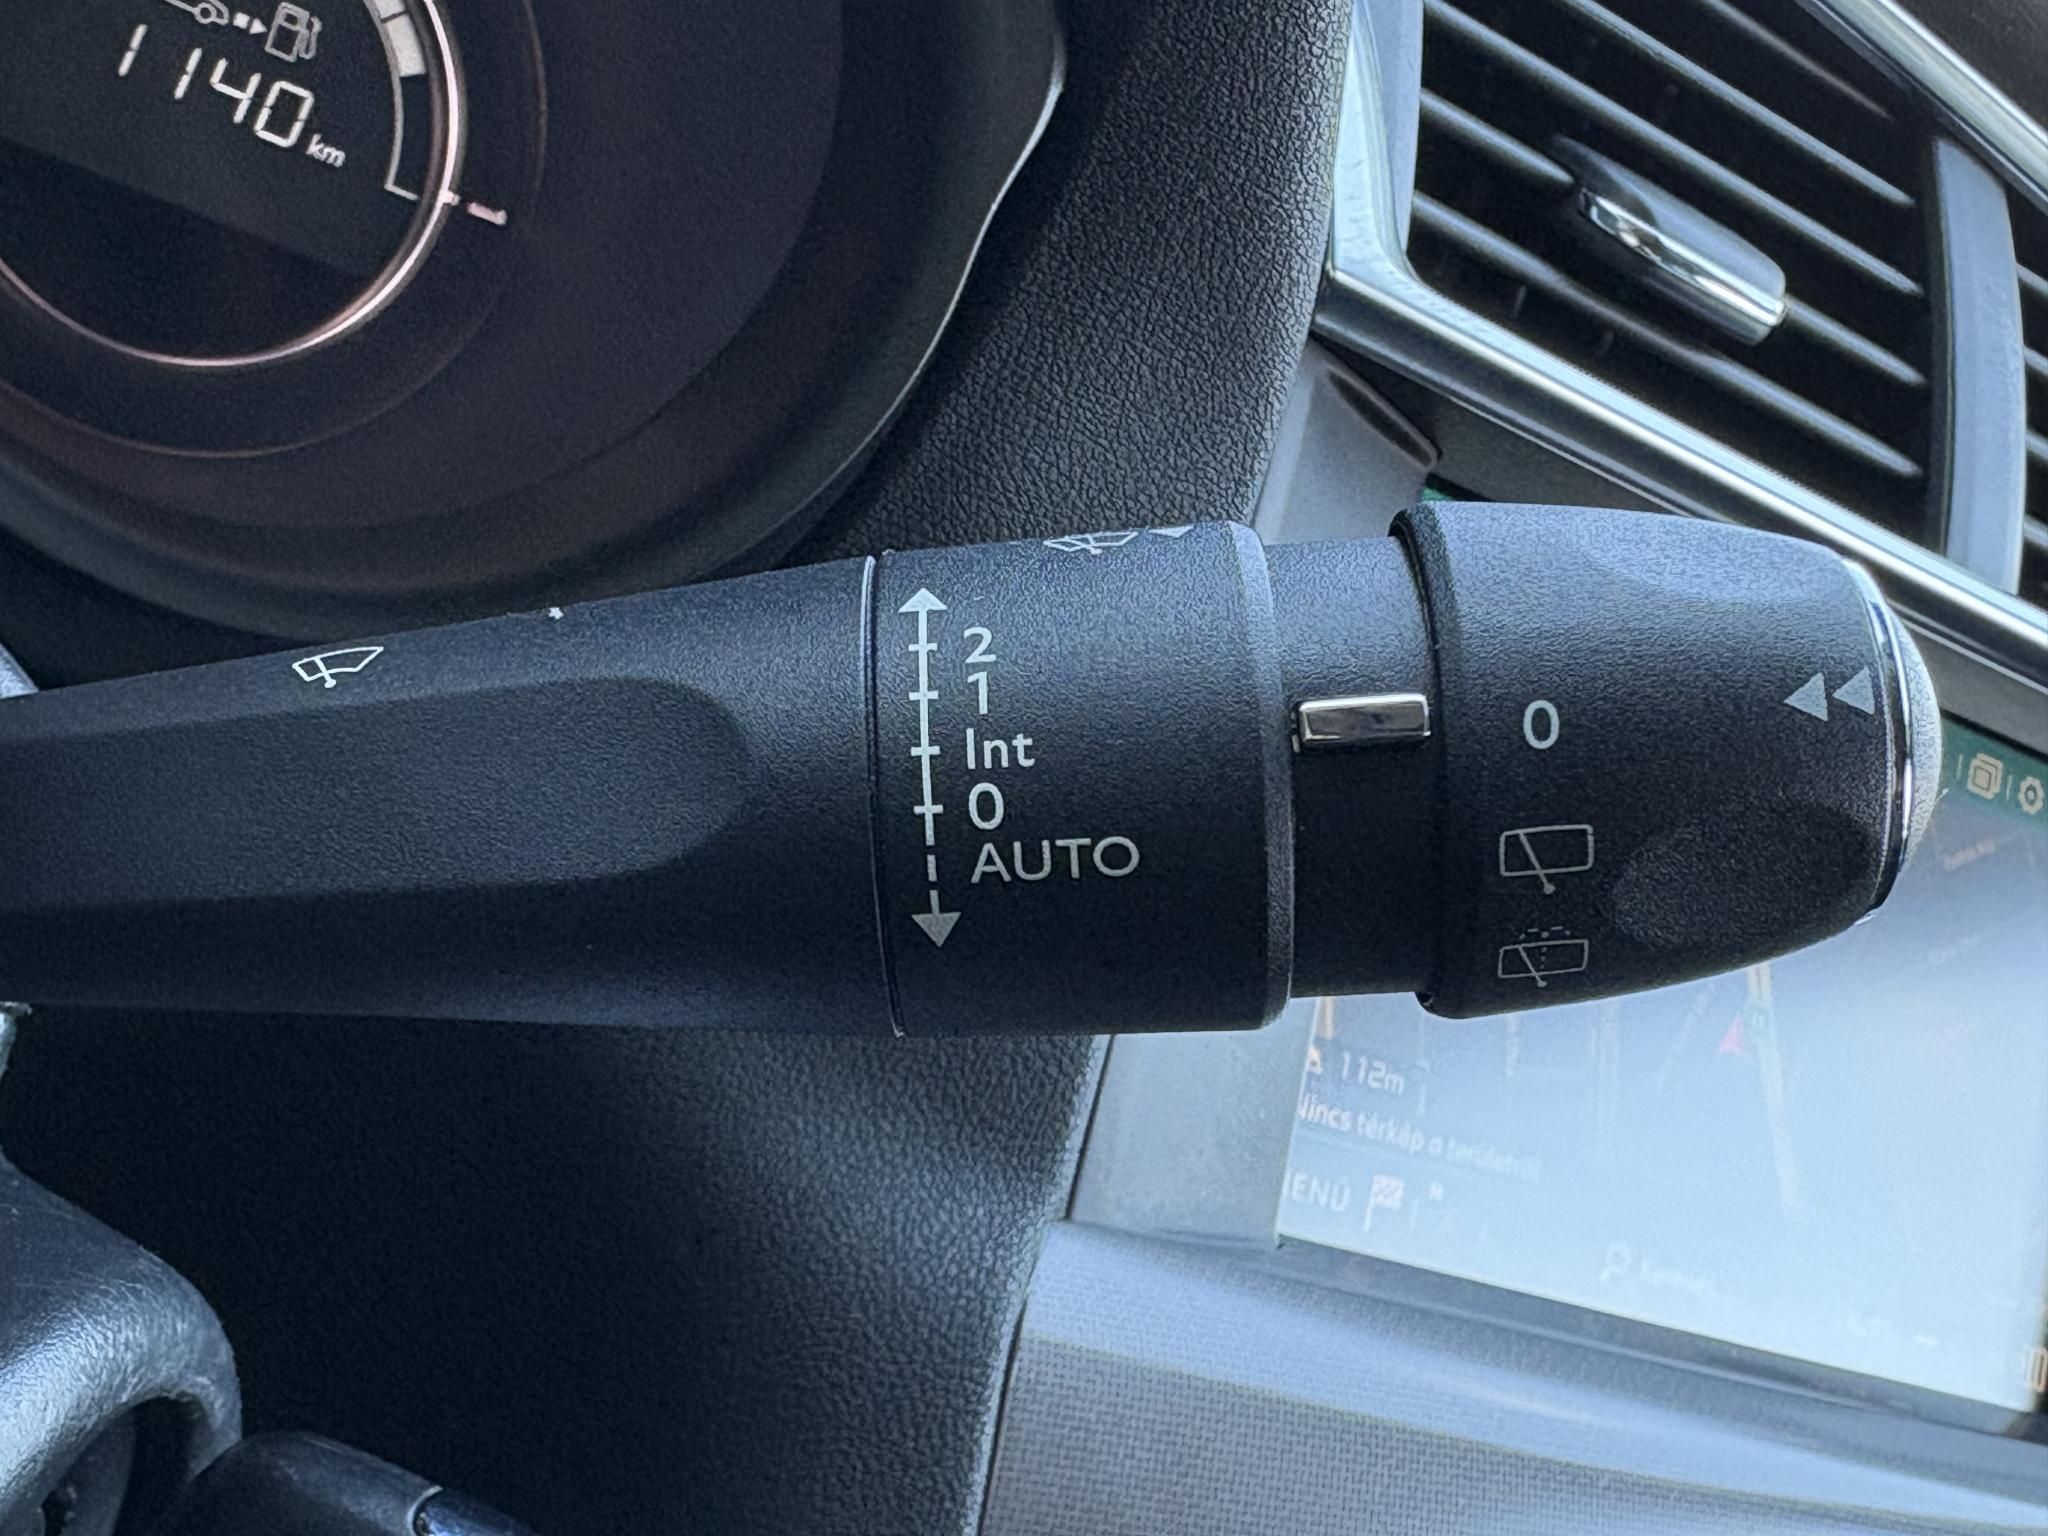 1140 km
2
1
Int
0
AUTO
0
112m
Nincs térkép a területről
MENÜ